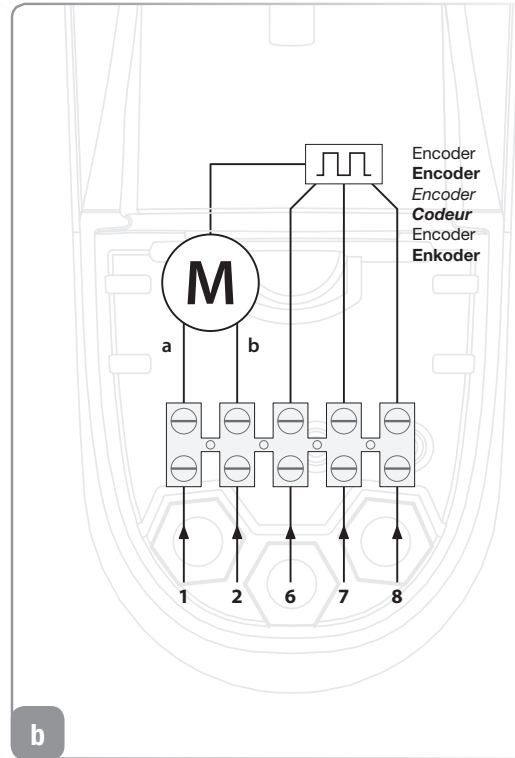 Encoder
Encoder
Encoder
Codeur
Encoder
Enkoder
M
a b
1 2 6 7 8
b